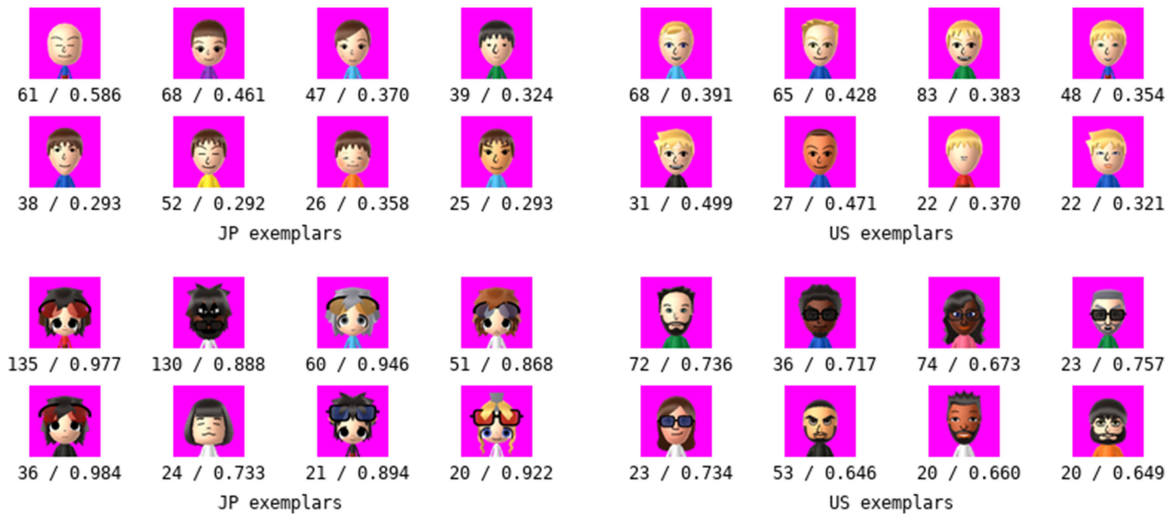 61 / 0.586 68 / 0.461 47 / 0.370 39 / 0.324 68 / 0.391 65 / 0.428 83 / 0.383 48 / 0.354
38 / 0.293 52 / 0.292 26 / 0.358 25 / 0.293 31 / 0.499 27 / 0.471 22 / 0.370 22 / 0.321
JP exemplars US exemplars
135 / 0.977 130 / 0.888 60 / 0.946 51 / 0.868 72 / 0.736 36 / 0.717 74 / 0.673 23 / 0.757
36 / 0.984 24 / 0.733 21 / 0.894 20 / 0.922 23 / 0.734 53 / 0.646 20 / 0.660 20 / 0.649
JP exemplars US exemplars